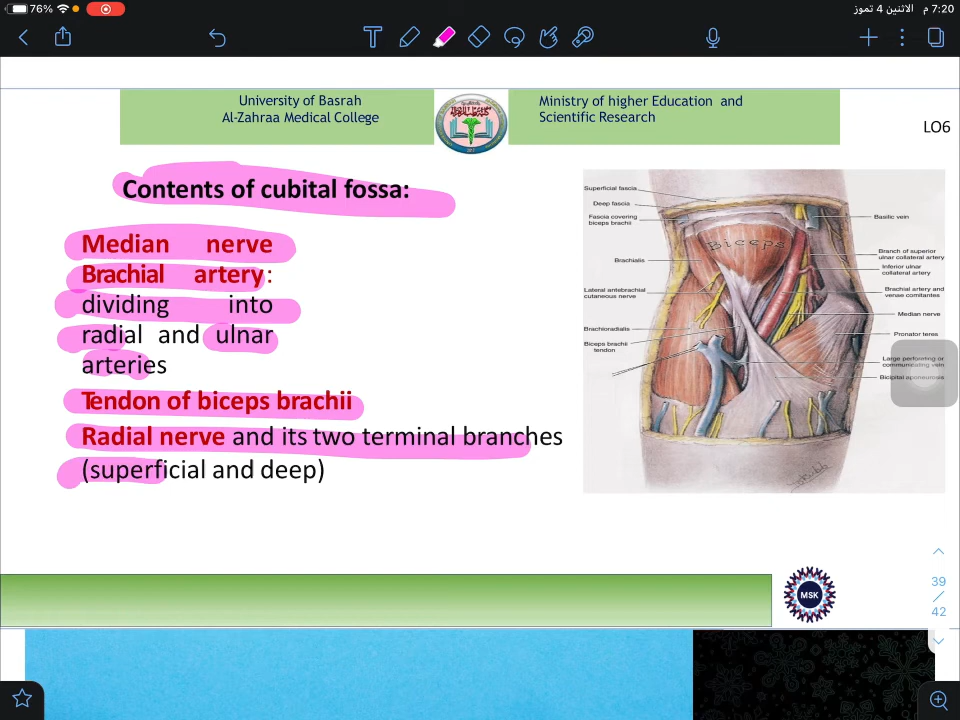 76%
7:20 م الاثنين 4 تموز
University of Basrah
Al-Zahraa Medical College
Ministry of higher Education and
Scientific Research
LO6
Contents of cubital fossa:
Median nerve
Brachial artery:
dividing into
radial and ulnar
arteries
Tendon of biceps brachii
Radial nerve and its two terminal branches
(superficial and deep)
Superficial fascia
Deep fascia
Fascia covering
biceps brachii
Brachialis
Lateral antebrachial
cutaneous nerve
Brachioradialis
Biceps brachii
tendon
Biceps
Basilic vein
Branch of superior
ulnar collateral artery
Inferior ulnar
collateral artery
Brachial artery and
venae comitantes
Median nerve
Pronator teres
Large perforating or
communicating vein
Bicipital aponeurosis
MSK
39
/
42